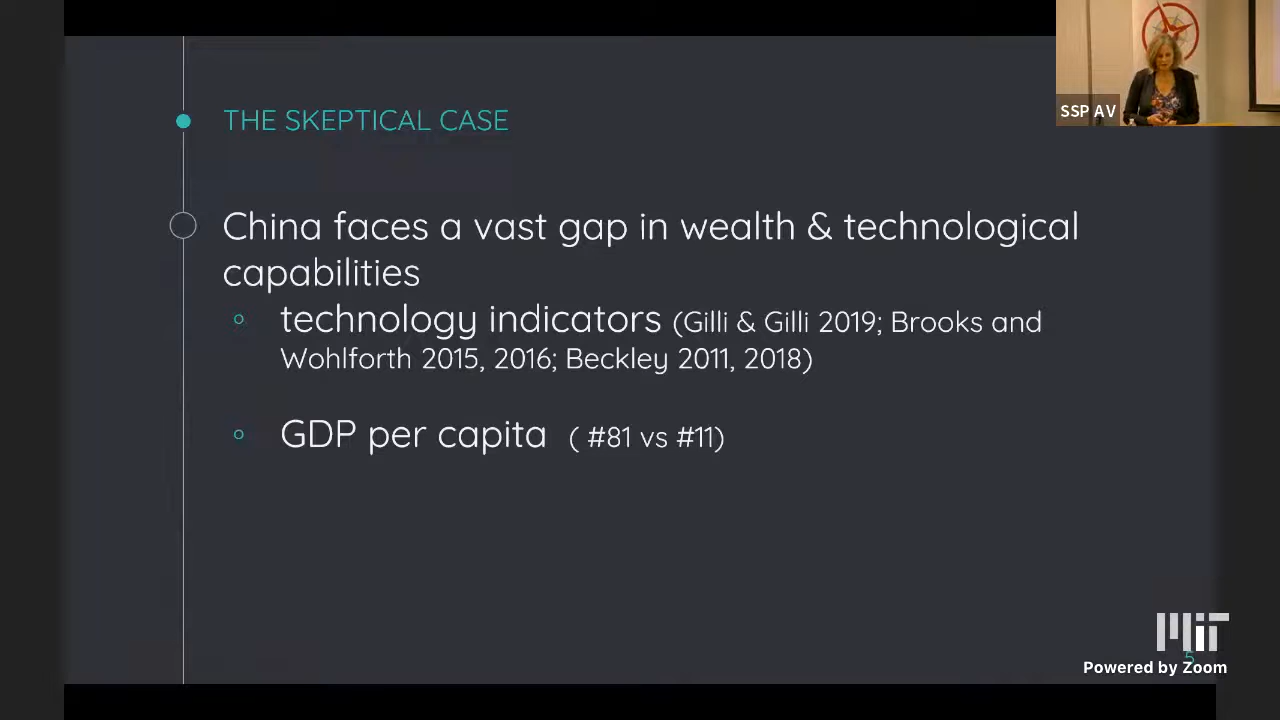 THE SKEPTICAL CASE
SSP AV
China faces a vast gap in wealth & technological
capabilities
technology indicators (Gilli & Gilli 2019; Brooks and
Wohlforth 2015, 2016; Beckley 2011, 2018)
GDP per capita ( #81 vs #11)
MIT
5
Powered by Zoom